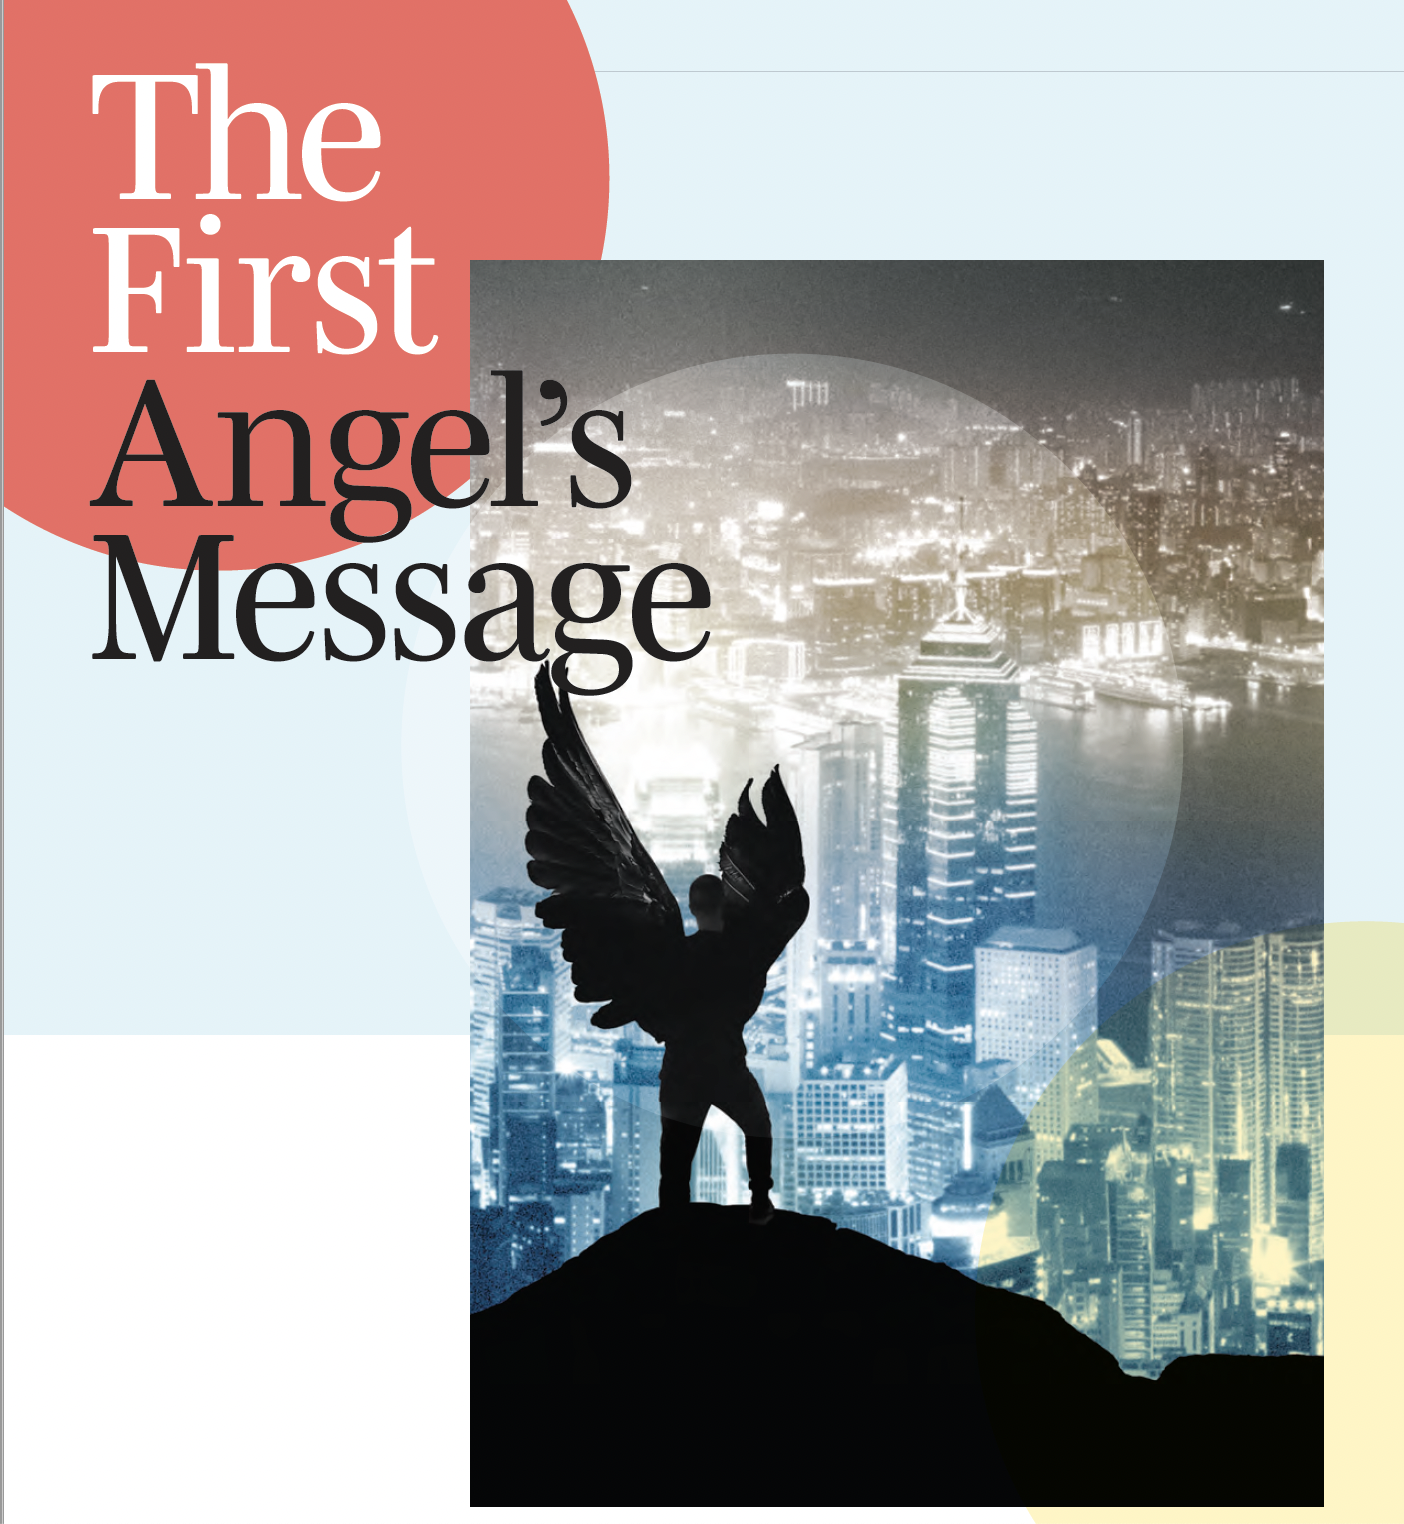 The
First
Angel’s
Message